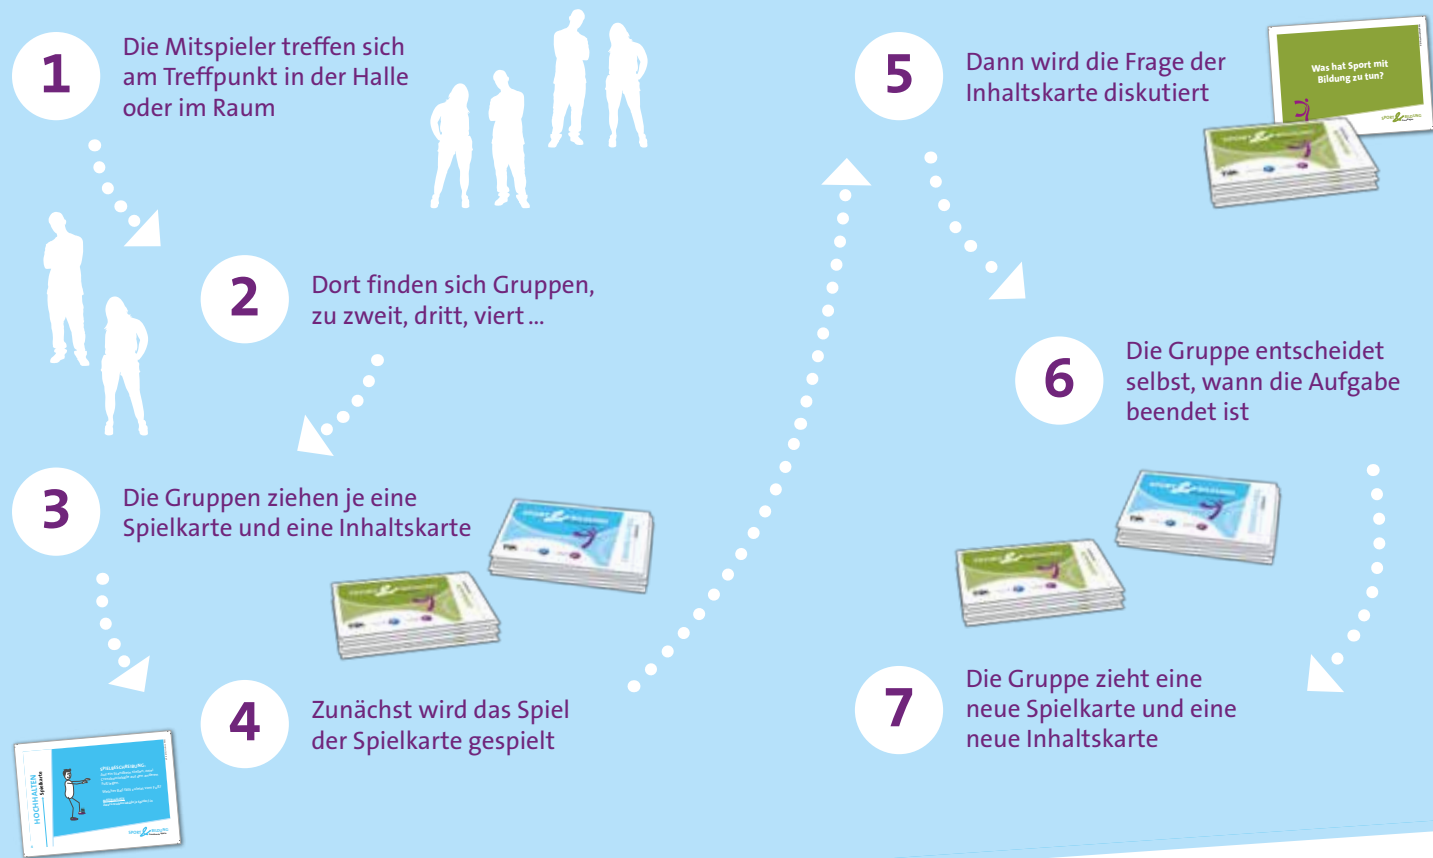 1
Die Mitspieler treffen sich
am Treffpunkt in der Halle
oder im Raum
2
Dort finden sich Gruppen,
zu zweit, dritt, viert ...
3
Die Gruppen ziehen je eine
Spielkarte und eine Inhaltskarte
4
Zunächst wird das Spiel
der Spielkarte gespielt
HOCHHALTEN
Spielkarte
5
Dann wird die Frage der
Inhaltskarte diskutiert
Was hat Sport mit
Bildung zu tun?
6
Die Gruppe entscheidet
selbst, wann die Aufgabe
beendet ist
7
Die Gruppe zieht eine
neue Spielkarte und eine
neue Inhaltskarte